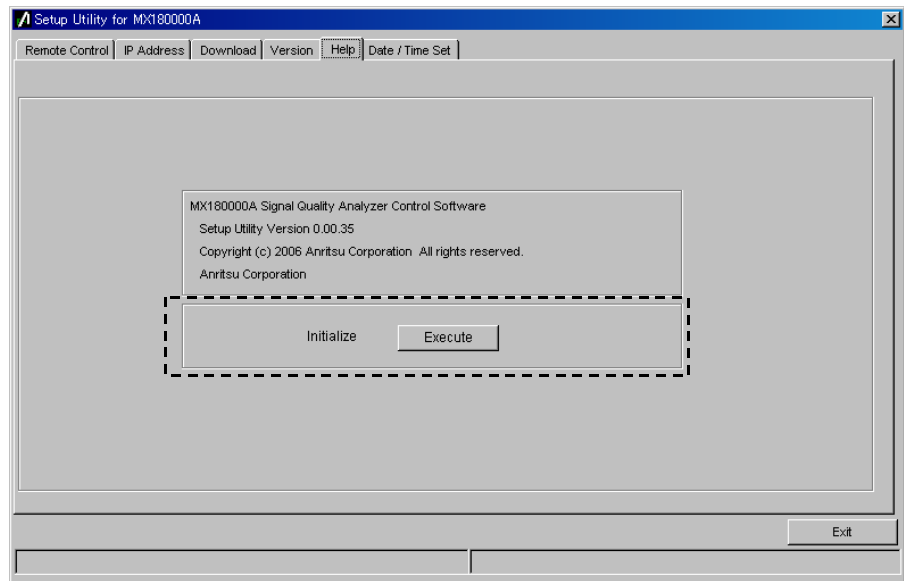 Setup Utility for MX180000A
Remote Control IP Address Download Version Help Date / Time Set
MX180000A Signal Quality Analyzer Control Software
Setup Utility Version 0.00.35
Copyright (c) 2006 Anritsu Corporation All rights reserved.
Anritsu Corporation
Initialize Execute
Exit